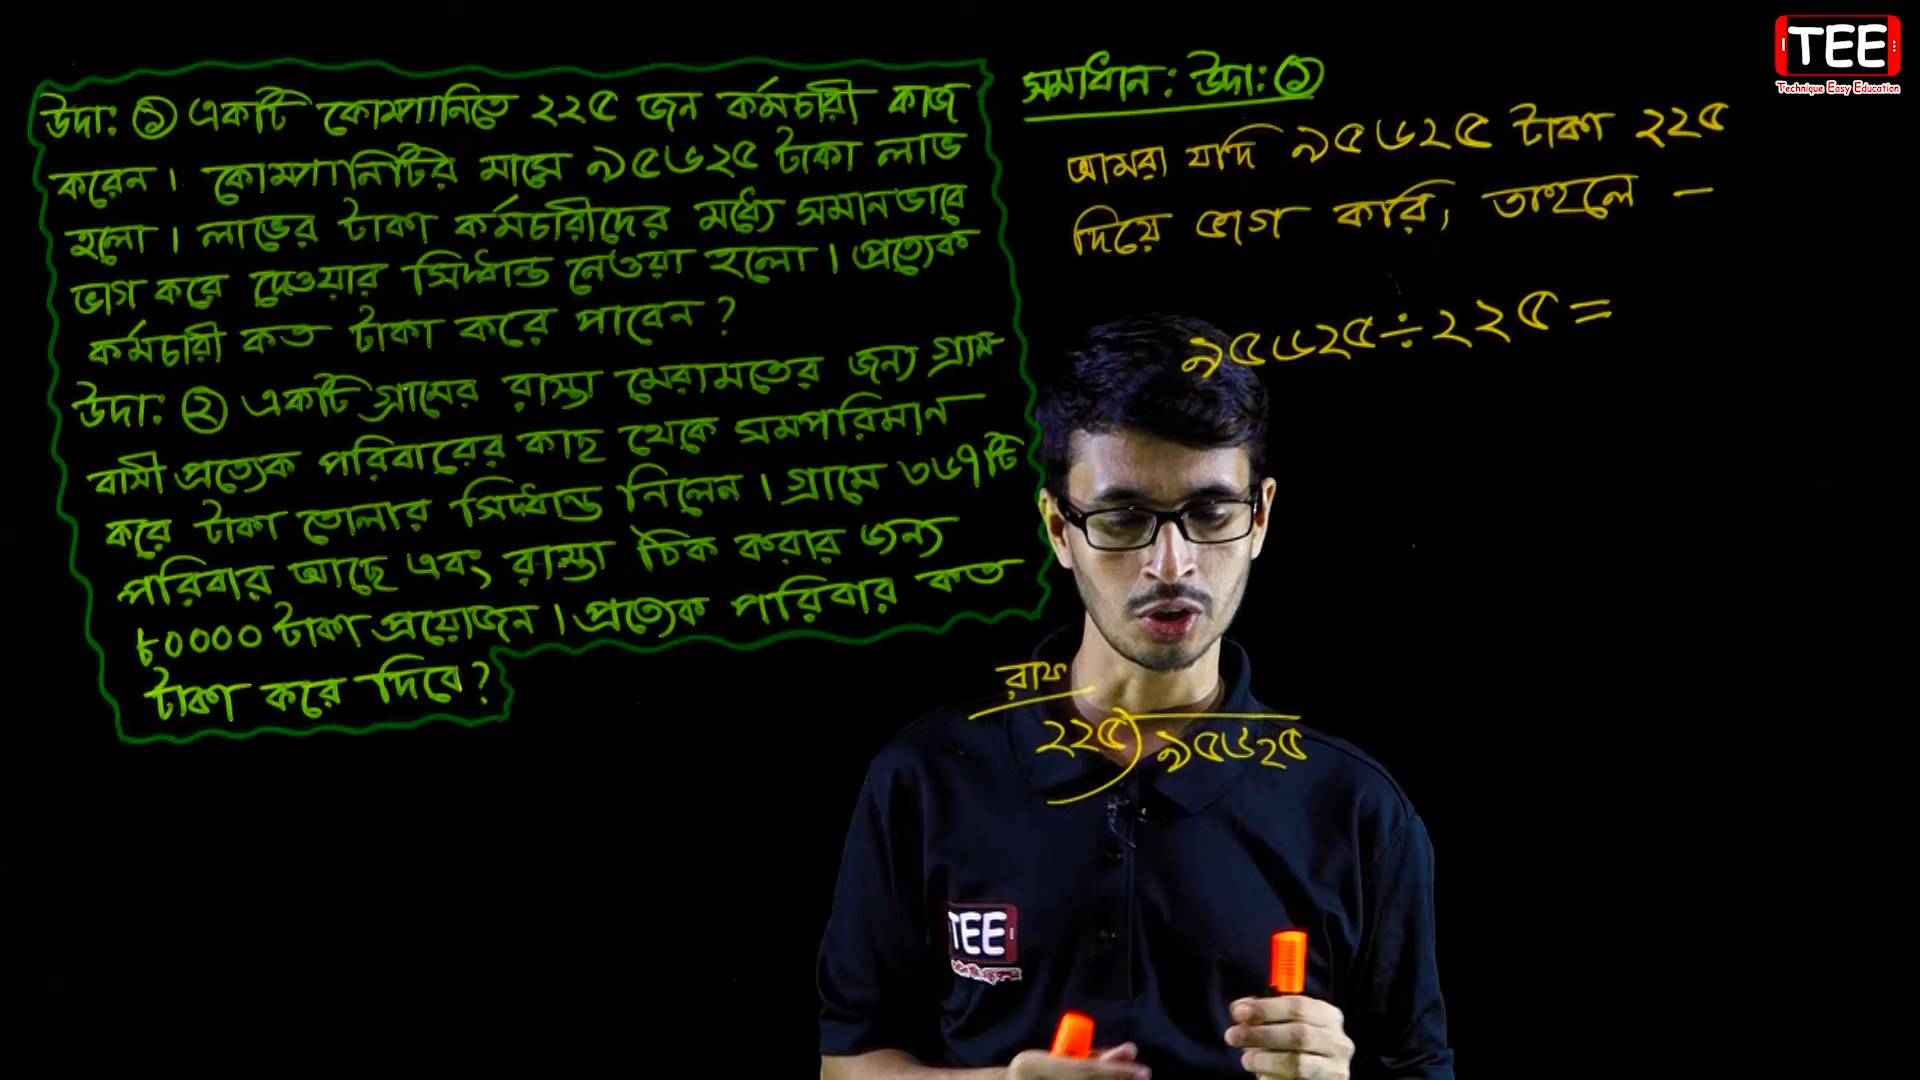 উদা: ① একটি কোম্পানিতে ২২৫ জন কর্মচারী কাজ
করেন। কোম্পানিটির মাসে ৯৫৬২৫ টাকা লাভ
হলো। লাভের টাকা কর্মচারীদের মধ্যে সমানভাবে
ভাগ করে দেওয়ার সিদ্ধান্ত নেওয়া হলো। প্রত্যেক
কর্মচারী কত টাকা করে পাবেন?
উদা: ② একটি গ্রামের রাস্তা মেরামতের জন্য গ্রাম-
বাসী প্রত্যেক পরিবারের কাছ থেকে সমপরিমান
করে টাকা তোলার সিদ্ধান্ত নিলেন। গ্রামে ৩৬৭টি
পরিবার আছে এবং রাস্তা ঠিক করার জন্য
৮০০০০ টাকা প্রয়োজন। প্রত্যেক পরিবার কত
টাকা করে দিবে?
সমাধান: উদা: (১)
আমরা যদি ৯৫৬২৫ টাকা ২২৫
দিয়ে ভাগ করি, তাহলে –
৯৫৬২৫÷২২৫=
রাফ
২২৫)৯৫৬২৫
TEE
Technique Easy Education
TEE